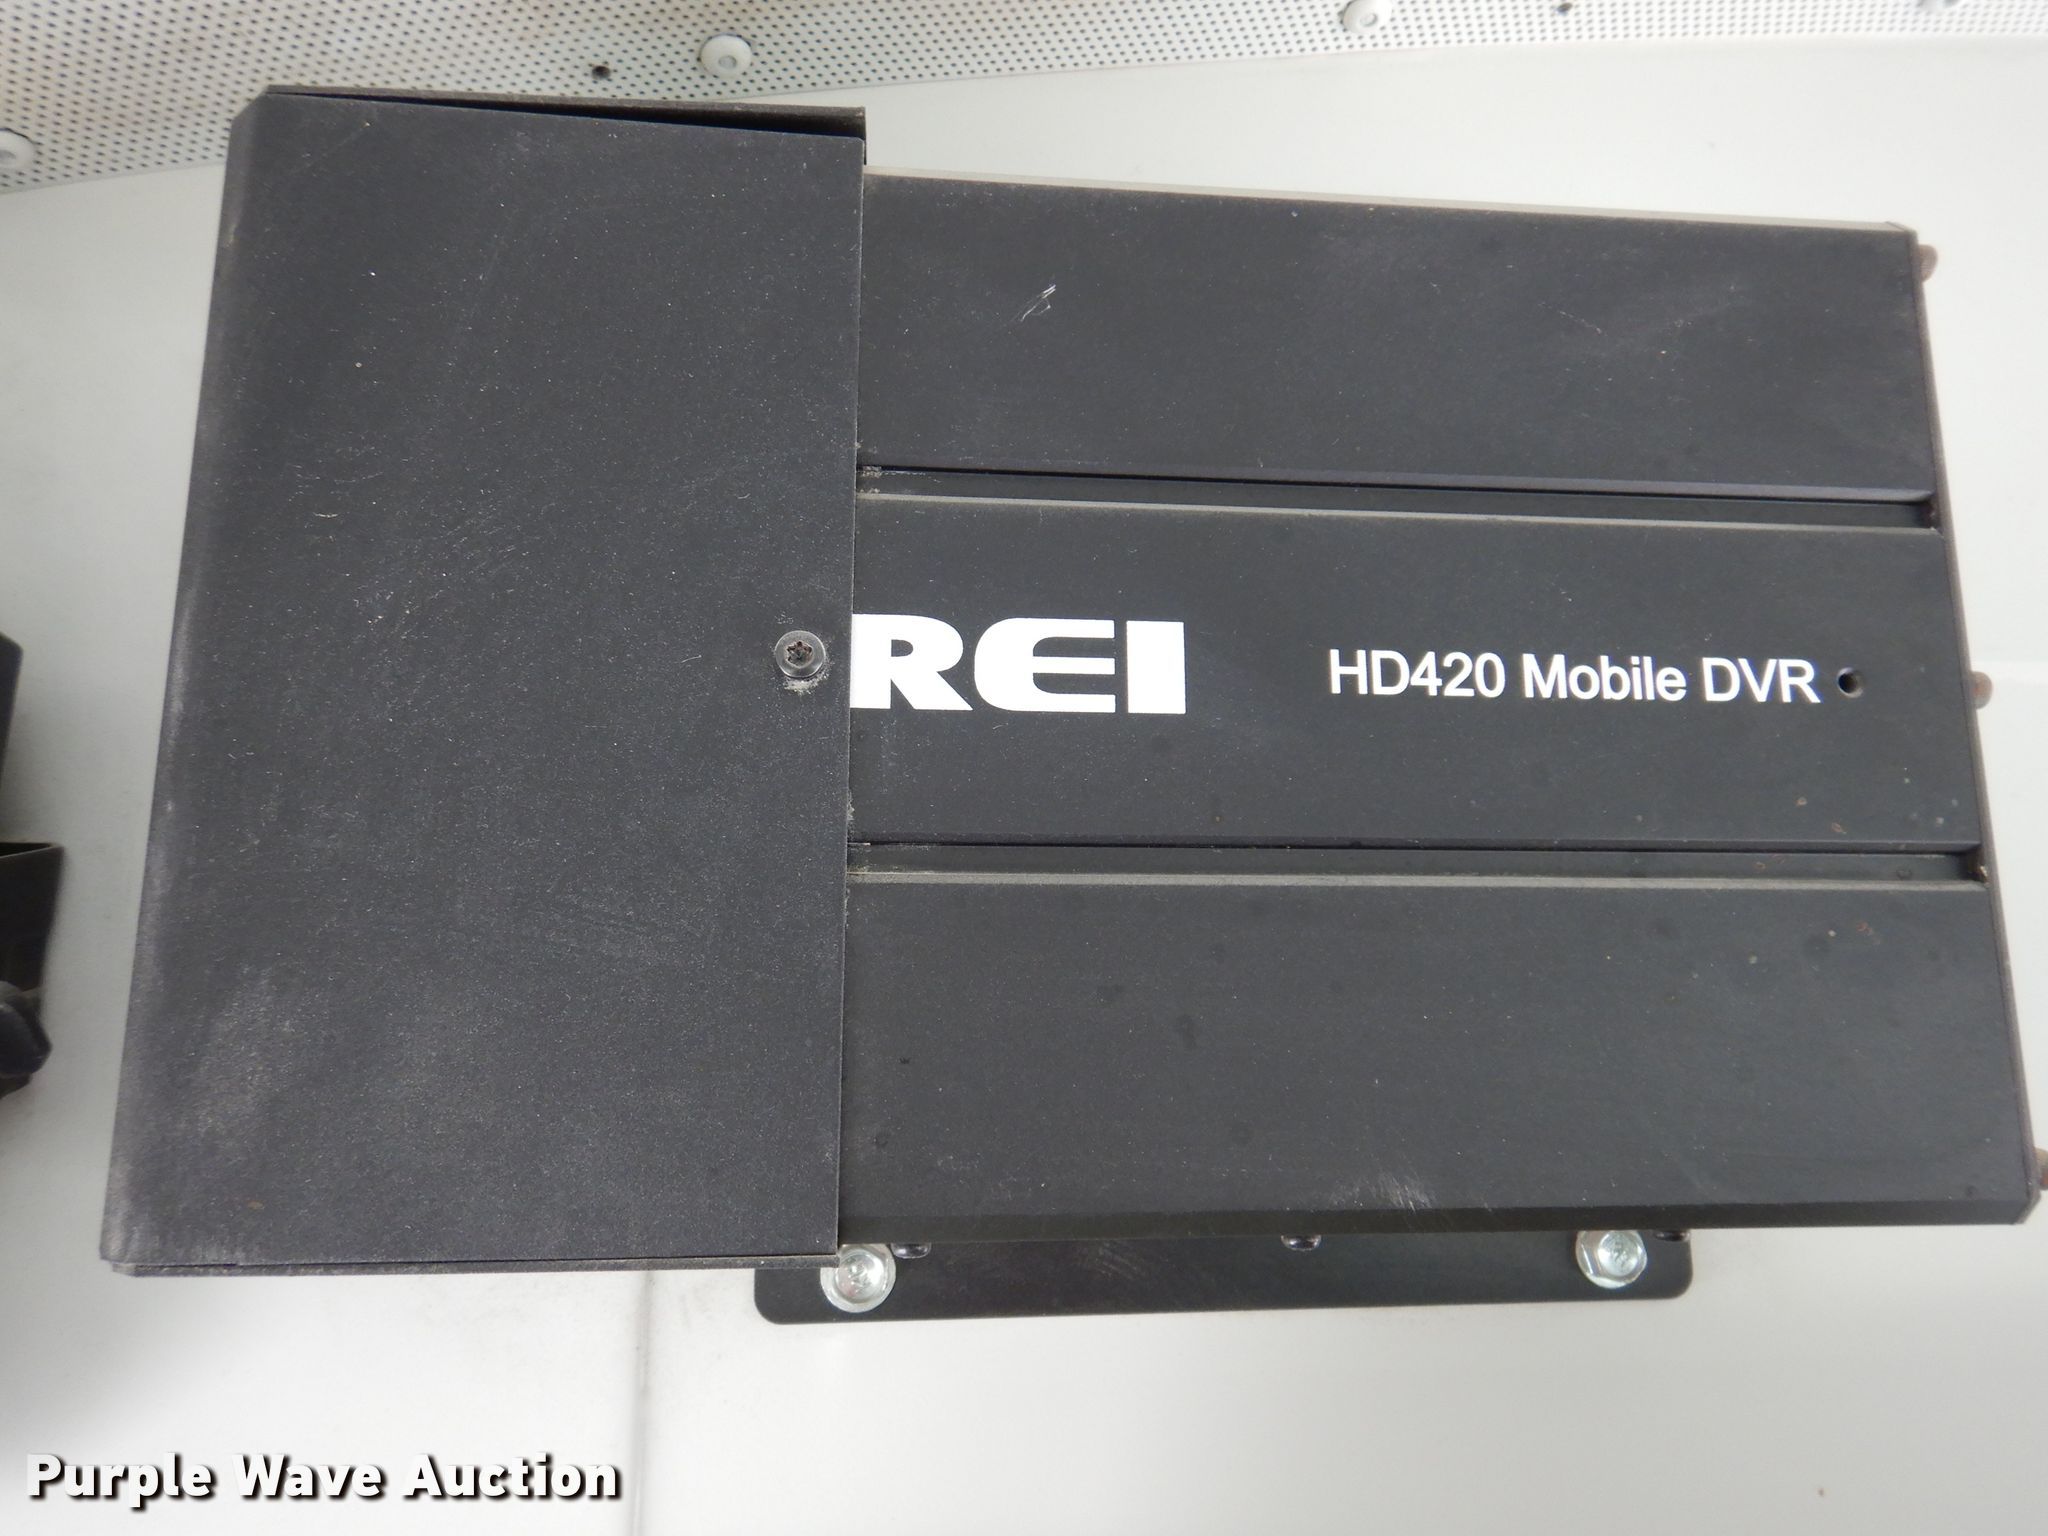 REI
HD420 Mobile DVR
Purple Wave Auction